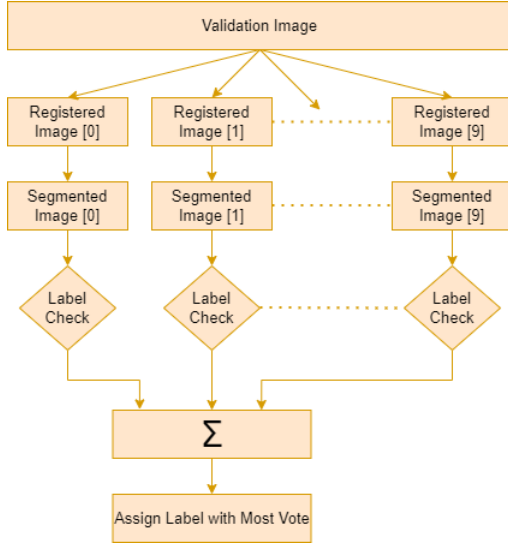 Validation Image
Registered
Image [0]
Registered
Image [1]
Registered
Image [9]
Segmented
Image [0]
Segmented
Image [1]
Segmented
Image [9]
Label
Check
Label
Check
Label
Check
Σ
Assign Label with Most Vote